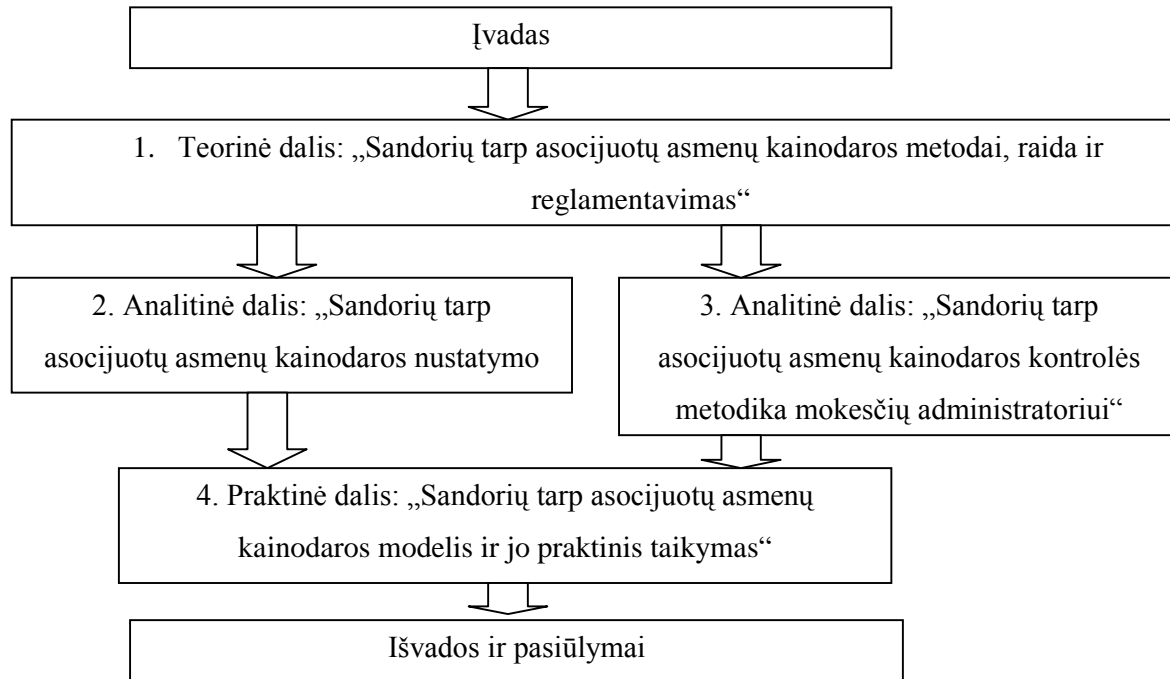 Įvadas
1. Teorinė dalis: „Sandorių tarp asocijuotų asmenų kainodaros metodai, raida ir
reglamentavimas“
2. Analitinė dalis: „Sandorių tarp
asocijuotų asmenų kainodaros nustatymo
3. Analitinė dalis: „Sandorių tarp
asocijuotų asmenų kainodaros kontrolės
metodika mokesčių administratoriui“
4. Praktinė dalis: „Sandorių tarp asocijuotų asmenų
kainodaros modelis ir jo praktinis taikymas“
Išvados ir pasiūlymai